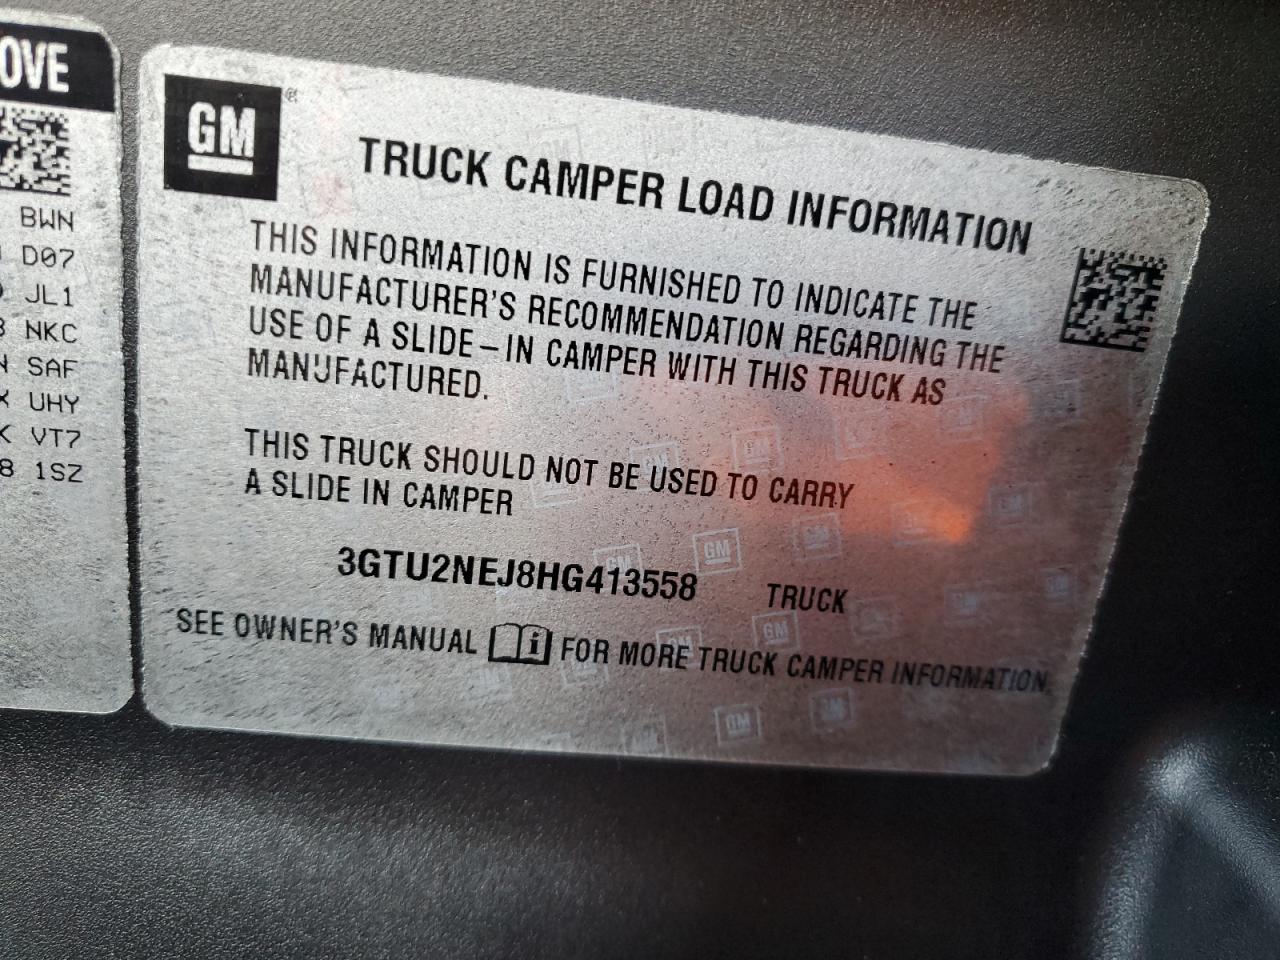 OVE
BWN
D07
JL1
NKC
SAF
UHY
VT7
8 1SZ
GM®
TRUCK CAMPER LOAD INFORMATION
THIS INFORMATION IS FURNISHED TO INDICATE THE
MANUFACTURER'S RECOMMENDATION REGARDING THE
USE OF A SLIDE-IN CAMPER WITH THIS TRUCK AS
MANUFACTURED.
THIS TRUCK SHOULD NOT BE USED TO CARRY
A SLIDE IN CAMPER
3GTU2NEJ8HG413558 TRUCK
SEE OWNER'S MANUAL i FOR MORE TRUCK CAMPER INFORMATION